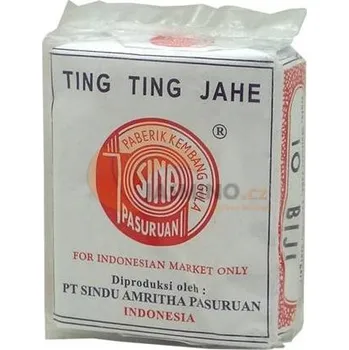 TING TING JAHE
PABERIK KEMBANG GULA
®
SINA
PASURUAN
FOR INDONESIAN MARKET ONLY
Diproduksi oleh :
PT SINDU AMRITHA PASURUAN
INDONESIA
10 BIJI